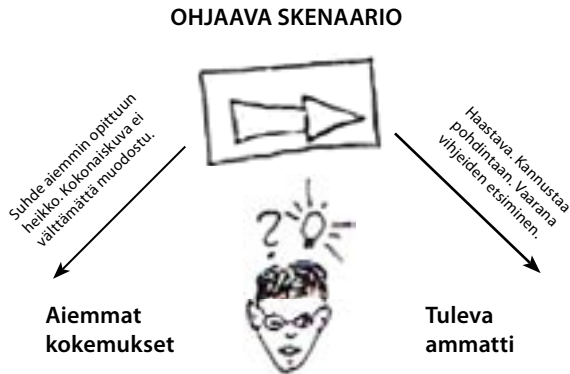 OHJAAVA SKENAARIO
Suhde aiemmin opittuun
heikko. Kokonaiskuva ei
välttämättä muodostu.
Haastava. Kannustaa
pohdintaan. Vaarana
vihjeiden etsiminen.
?
Aiemmat
kokemukset
Tuleva
ammatti